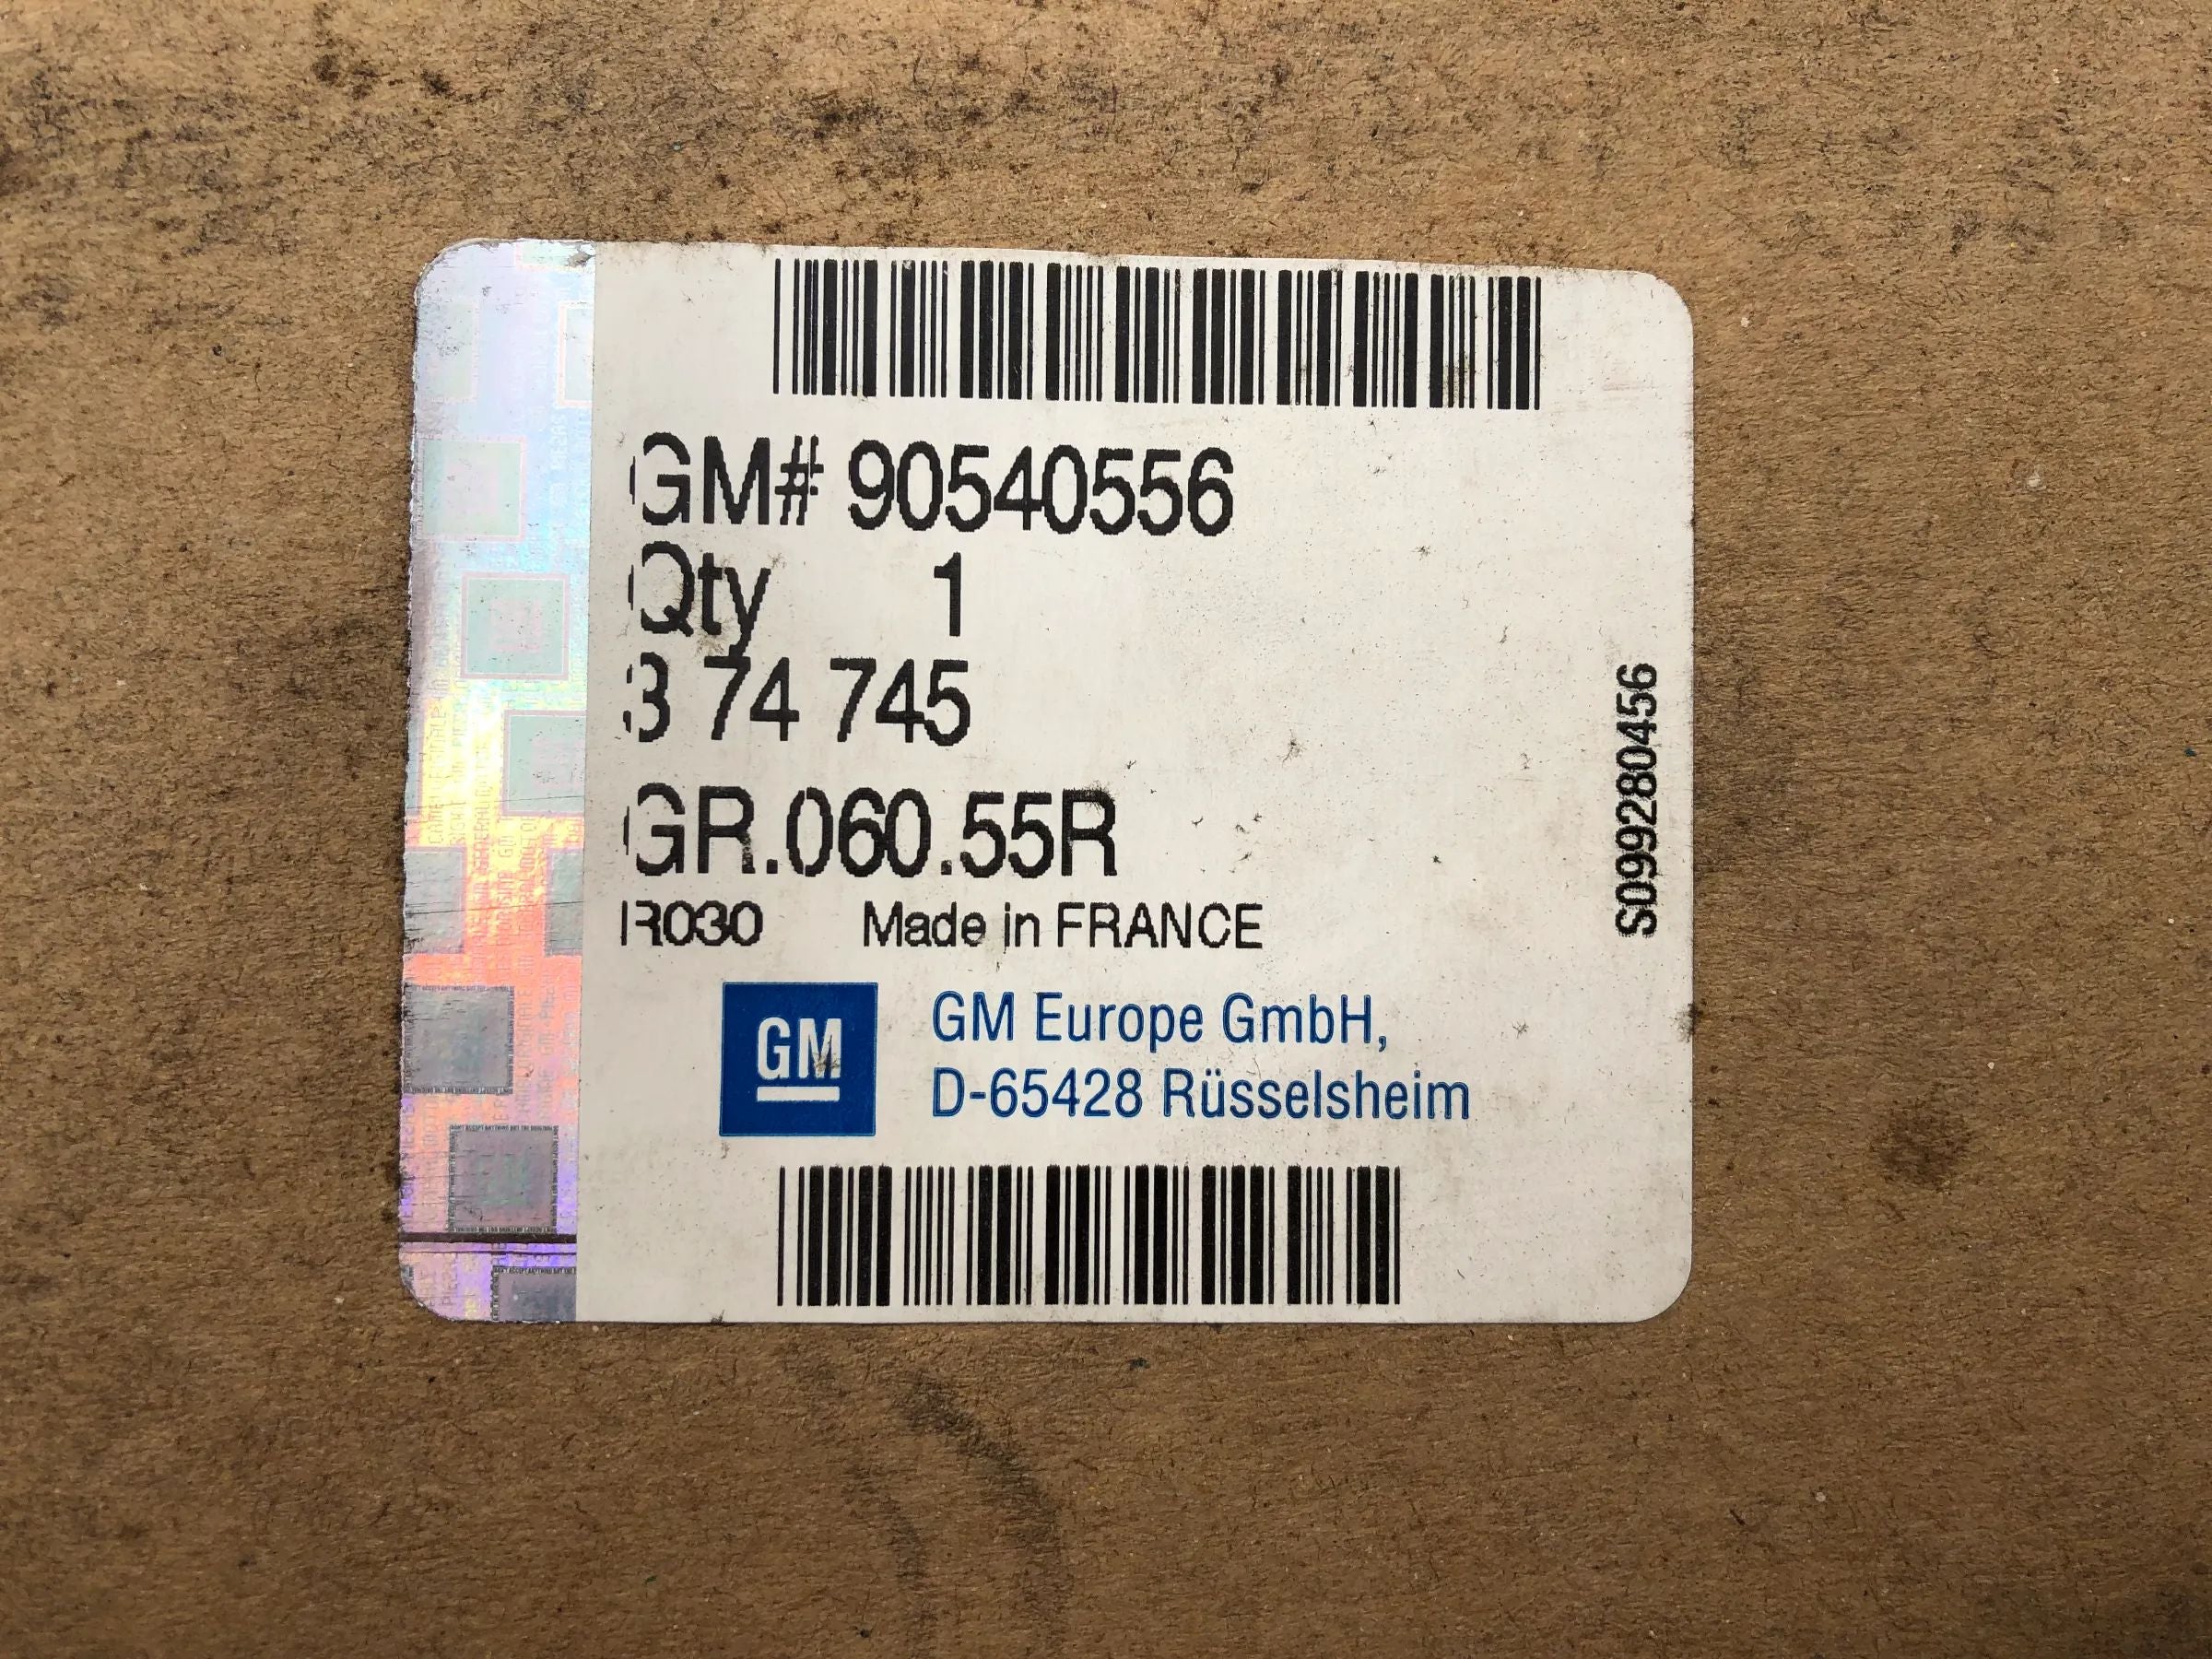 GM# 90540556
Qty 1
3 74 745
GR.060.55R
IR030 Made in FRANCE
GM
GM Europe GmbH,
D-65428 Rüsselsheim
S099280456